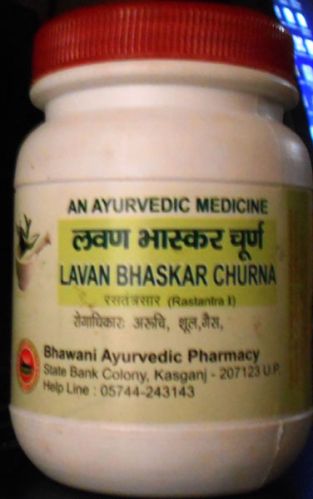 AN AYURVEDIC MEDICINE
लवण भास्कर चूर्ण
LAVAN BHASKAR CHURNA
रसतंत्रसार (Rastantra I)
रोगाधिकारः अरूचि, शूल,गैस,
Bhawani Ayurvedic Pharmacy
State Bank Colony, Kasganj - 207123 U.P.
Help Line : 05744-243143